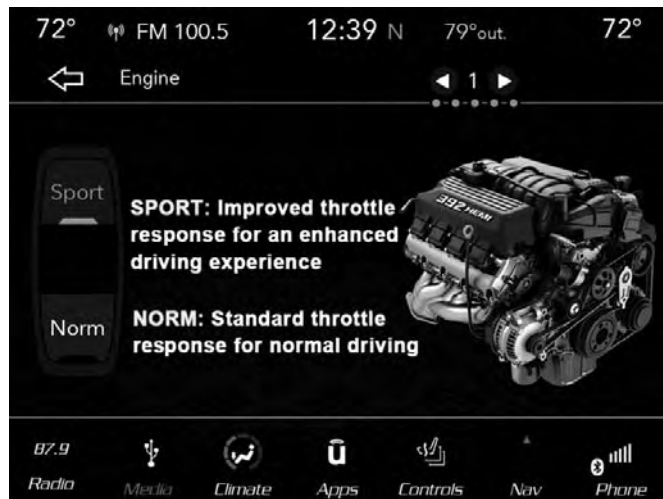 72° FM 100.5 12:39 N 79°out. 72°
Engine 1
Sport
SPORT: Improved throttle
response for an enhanced
driving experience
392 HEMI
Norm
NORM: Standard throttle
response for normal driving
87.9
Radio Media Climate Apps Controls Nav Phone